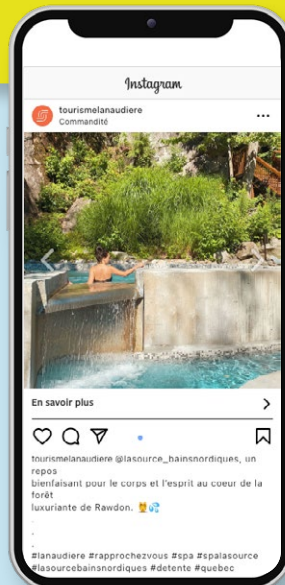 Instagram
tourismelanaudiere
Commandité
En savoir plus
tourismelanaudiere @lasource_bainsnordiques, un
repos
bienfaisant pour le corps et l'esprit au coeur de la
forêt
luxuriante de Rawdon. 💆💦
.
.
.
#lanaudiere #rapprochezvous #spa #spalasource
#lasourcebainsnordiques #detente #quebec